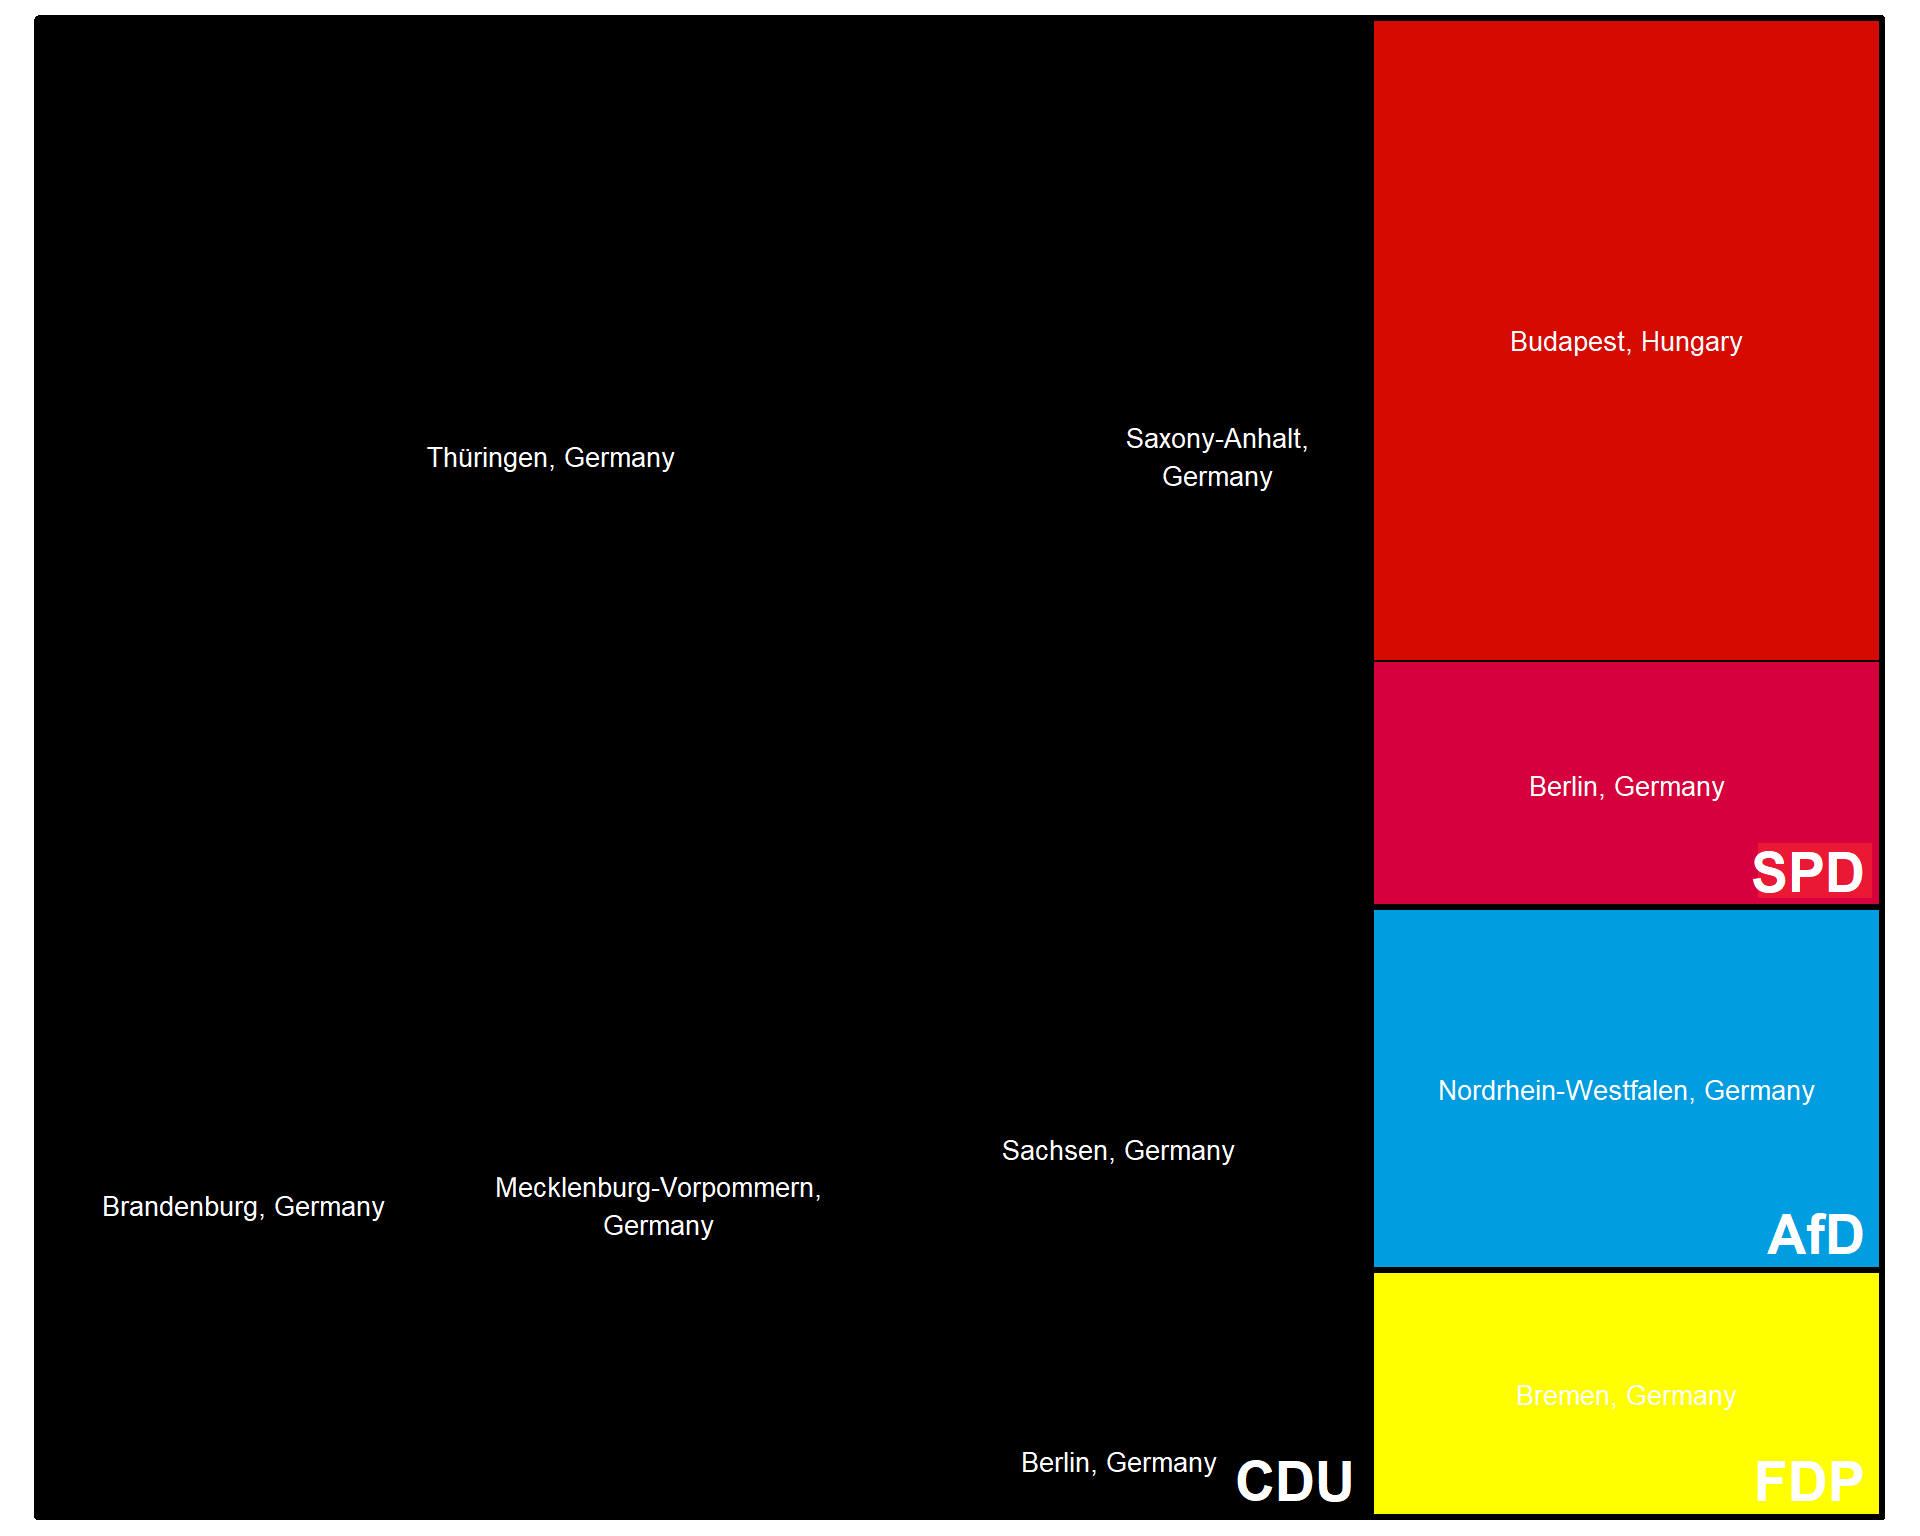 Thüringen, Germany
Saxony-Anhalt,
Germany
Brandenburg, Germany
Mecklenburg-Vorpommern,
Germany
Sachsen, Germany
Berlin, Germany
CDU
Budapest, Hungary
Berlin, Germany
SPD
Nordrhein-Westfalen, Germany
AfD
Bremen, Germany
FDP